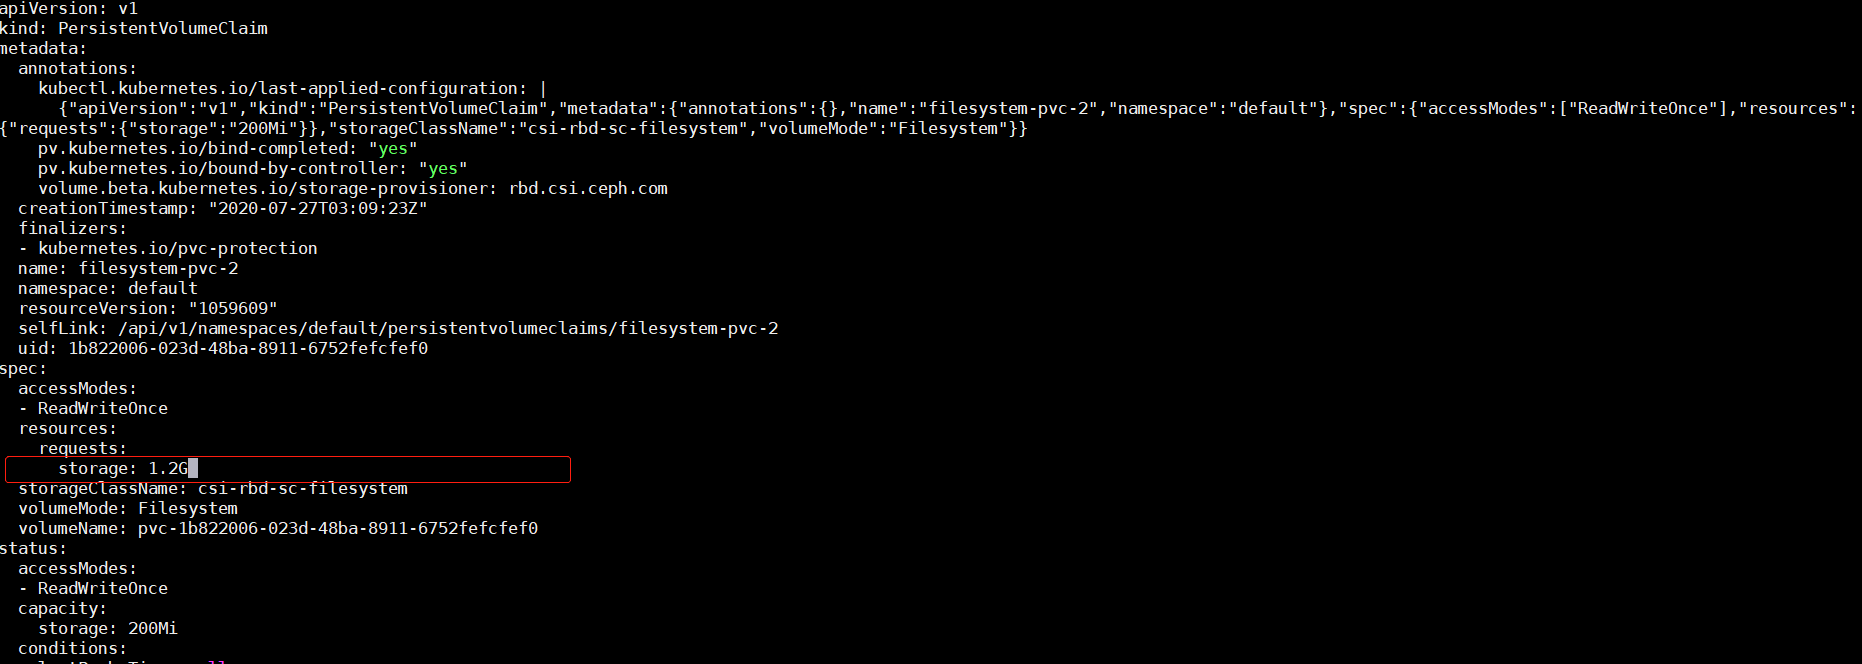 apiVersion: v1
kind: PersistentVolumeClaim
metadata:
  annotations:
    kubectl.kubernetes.io/last-applied-configuration: |
      {"apiVersion":"v1","kind":"PersistentVolumeClaim","metadata":{"annotations":{},"name":"filesystem-pvc-2","namespace":"default"},"spec":{"accessModes":["ReadWriteOnce"],"resources":
{"requests":{"storage":"200Mi"}},"storageClassName":"csi-rbd-sc-filesystem","volumeMode":"Filesystem"}}
    pv.kubernetes.io/bind-completed: "yes"
    pv.kubernetes.io/bound-by-controller: "yes"
    volume.beta.kubernetes.io/storage-provisioner: rbd.csi.ceph.com
  creationTimestamp: "2020-07-27T03:09:23Z"
  finalizers:
  - kubernetes.io/pvc-protection
  name: filesystem-pvc-2
  namespace: default
  resourceVersion: "1059609"
  selfLink: /api/v1/namespaces/default/persistentvolumeclaims/filesystem-pvc-2
  uid: 1b822006-023d-48ba-8911-6752fefcfef0
spec:
  accessModes:
  - ReadWriteOnce
  resources:
    requests:
      storage: 1.2G
  storageClassName: csi-rbd-sc-filesystem
  volumeMode: Filesystem
  volumeName: pvc-1b822006-023d-48ba-8911-6752fefcfef0
status:
  accessModes:
  - ReadWriteOnce
  capacity:
    storage: 200Mi
  conditions: